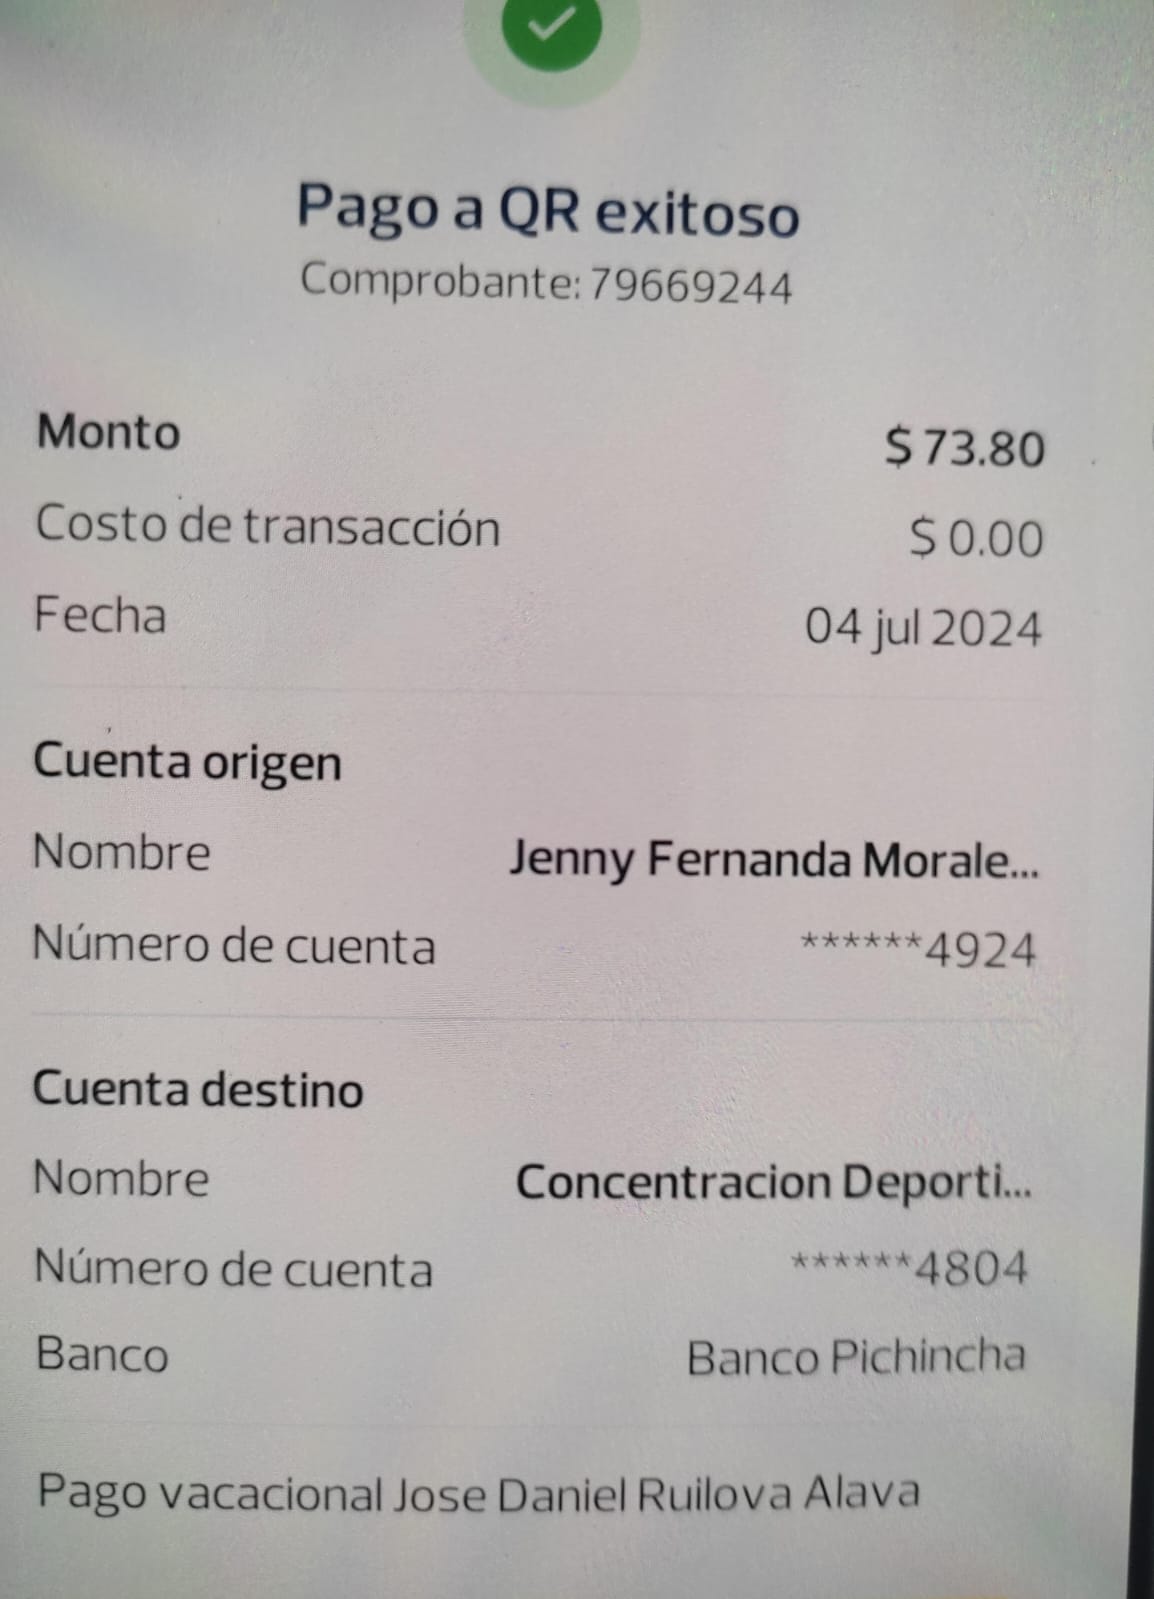 Pago a QR exitoso
Comprobante: 79669244
Monto $ 73.80
Costo de transacción $ 0.00
Fecha 04 jul 2024
Cuenta origen
Nombre Jenny Fernanda Morale...
Número de cuenta ******4924
Cuenta destino
Nombre Concentracion Deporti...
Número de cuenta ******4804
Banco Banco Pichincha
Pago vacacional Jose Daniel Ruilova Alava